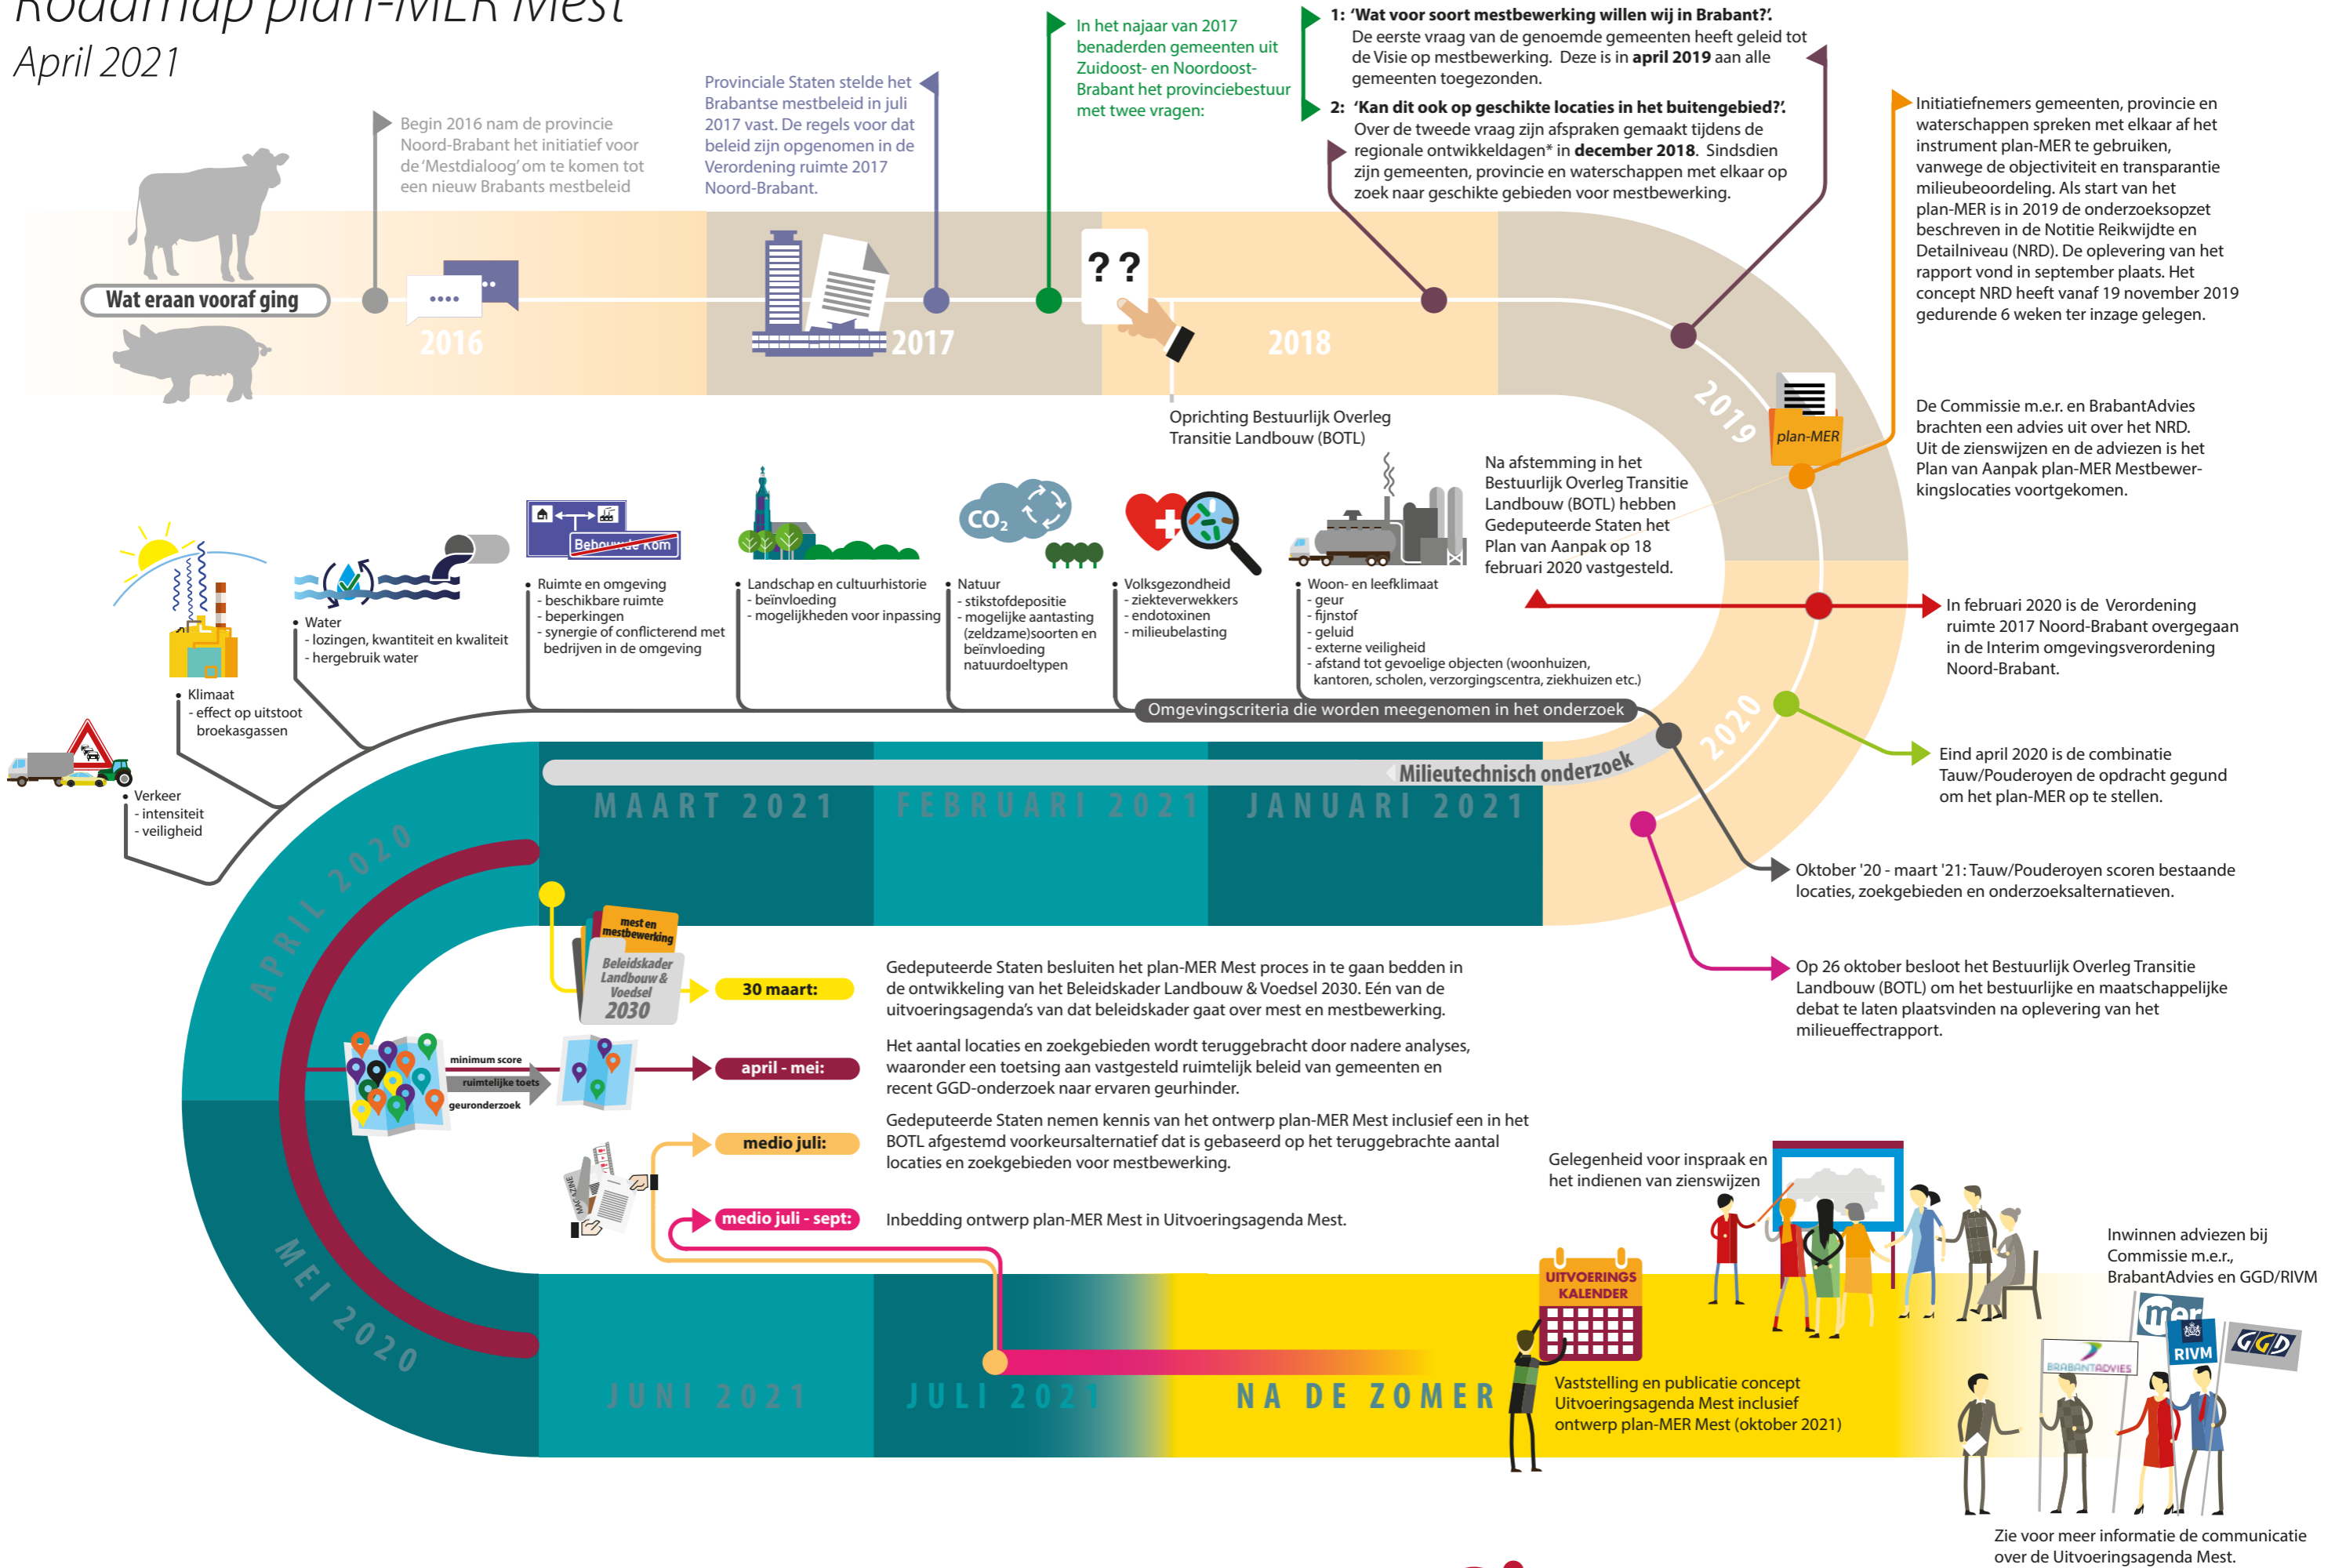 Roadmap plan-MER Mest
April 2021
Wat eraan vooraf ging
Begin 2016 nam de provincie
Noord-Brabant het initiatief voor
de ‘Mestdialoog’ om te komen tot
een nieuw Brabants mestbeleid
2016
Provinciale Staten stelde het
Brabantse mestbeleid in juli
2017 vast. De regels voor dat
beleid zijn opgenomen in de
Verordening ruimte 2017
Noord-Brabant.
2017
In het najaar van 2017
benaderden gemeenten uit
Zuidoost- en Noordoost-
Brabant het provinciebestuur
met twee vragen:
? ?
1: ‘Wat voor soort mestbewerking willen wij in Brabant?’.
De eerste vraag van de genoemde gemeenten heeft geleid tot
de Visie op mestbewerking. Deze is in april 2019 aan alle
gemeenten toegezonden.
2: ‘Kan dit ook op geschikte locaties in het buitengebied?’.
Over de tweede vraag zijn afspraken gemaakt tijdens de
regionale ontwikkeldagen* in december 2018. Sindsdien
zijn gemeenten, provincie en waterschappen met elkaar op
zoek naar geschikte gebieden voor mestbewerking.
2018
Oprichting Bestuurlijk Overleg
Transitie Landbouw (BOTL)
Initiatiefnemers gemeenten, provincie en
waterschappen spreken met elkaar af het
instrument plan-MER te gebruiken,
vanwege de objectiviteit en transparantie
milieubeoordeling. Als start van het
plan-MER is in 2019 de onderzoeksopzet
beschreven in de Notitie Reikwijdte en
Detailniveau (NRD). De oplevering van het
rapport vond in september plaats. Het
concept NRD heeft vanaf 19 november 2019
gedurende 6 weken ter inzage gelegen.
2019
plan-MER
De Commissie m.e.r. en BrabantAdvies
brachten een advies uit over het NRD.
Uit de zienswijzen en de adviezen is het
Plan van Aanpak plan-MER Mestbewer-
kingslocaties voortgekomen.
Na afstemming in het
Bestuurlijk Overleg Transitie
Landbouw (BOTL) hebben
Gedeputeerde Staten het
Plan van Aanpak op 18
februari 2020 vastgesteld.
In februari 2020 is de Verordening
ruimte 2017 Noord-Brabant overgegaan
in de Interim omgevingsverordening
Noord-Brabant.
2020
Eind april 2020 is de combinatie
Tauw/Pouderoyen de opdracht gegund
om het plan-MER op te stellen.
Oktober '20 - maart '21: Tauw/Pouderoyen scoren bestaande
locaties, zoekgebieden en onderzoeksalternatieven.
Op 26 oktober besloot het Bestuurlijk Overleg Transitie
Landbouw (BOTL) om het bestuurlijke en maatschappelijke
debat te laten plaatsvinden na oplevering van het
milieueffectrapport.
Omgevingscriteria die worden meegenomen in het onderzoek
• Woon- en leefklimaat
- geur
- fijnstof
- geluid
- externe veiligheid
- afstand tot gevoelige objecten (woonhuizen,
kantoren, scholen, verzorgingscentra, ziekhuizen etc.)
• Volksgezondheid
- ziekteverwekkers
- endotoxinen
- milieubelasting
CO2
• Natuur
- stikstofdepositie
- mogelijke aantasting
(zeldzame)soorten en
beïnvloeding
natuurdoeltypen
• Landschap en cultuurhistorie
- beïnvloeding
- mogelijkheden voor inpassing
Bebouwde Kom
• Ruimte en omgeving
- beschikbare ruimte
- beperkingen
- synergie of conflicterend met
bedrijven in de omgeving
• Water
- lozingen, kwantiteit en kwaliteit
- hergebruik water
• Klimaat
- effect op uitstoot
broekasgassen
• Verkeer
- intensiteit
- veiligheid
Milieutechnisch onderzoek
JANUARI 2021
FEBRUARI 2021
MAART 2021
APRIL 2020
MEI 2020
mest en
mestbewerking
Beleidskader
Landbouw &
Voedsel
2030
30 maart:
Gedeputeerde Staten besluiten het plan-MER Mest proces in te gaan bedden in
de ontwikkeling van het Beleidskader Landbouw & Voedsel 2030. Eén van de
uitvoeringsagenda’s van dat beleidskader gaat over mest en mestbewerking.
minimum score
ruimtelijke toets
geuronderzoek
april - mei:
Het aantal locaties en zoekgebieden wordt teruggebracht door nadere analyses,
waaronder een toetsing aan vastgesteld ruimtelijk beleid van gemeenten en
recent GGD-onderzoek naar ervaren geurhinder.
MAGAZINE
medio juli:
Gedeputeerde Staten nemen kennis van het ontwerp plan-MER Mest inclusief een in het
BOTL afgestemd voorkeursalternatief dat is gebaseerd op het teruggebrachte aantal
locaties en zoekgebieden voor mestbewerking.
medio juli - sept:
Inbedding ontwerp plan-MER Mest in Uitvoeringsagenda Mest.
JUNI 2021
JULI 2021
NA DE ZOMER
UITVOERINGS
KALENDER
Vaststelling en publicatie concept
Uitvoeringsagenda Mest inclusief
ontwerp plan-MER Mest (oktober 2021)
Gelegenheid voor inspraak en
het indienen van zienswijzen
Inwinnen adviezen bij
Commissie m.e.r.,
BrabantAdvies en GGD/RIVM
mer
RIVM
GGD
BRABANTADVIES
Zie voor meer informatie de communicatie
over de Uitvoeringsagenda Mest.